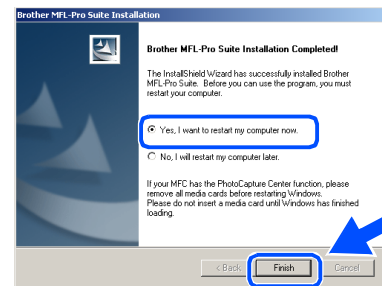 Brother MFL-Pro Suite Installation
Brother MFL-Pro Suite Installation Completed!
The InstallShield Wizard has successfully installed Brother
MFL-Pro Suite. Before you can use the program, you must
restart your computer.
Yes, I want to restart my computer now.
No, I will restart my computer later.
If your MFC has the PhotoCapture Center function, please
remove all media cards before restarting Windows.
Please do not insert a media card until Windows has finished
loading.
< Back Finish Cancel